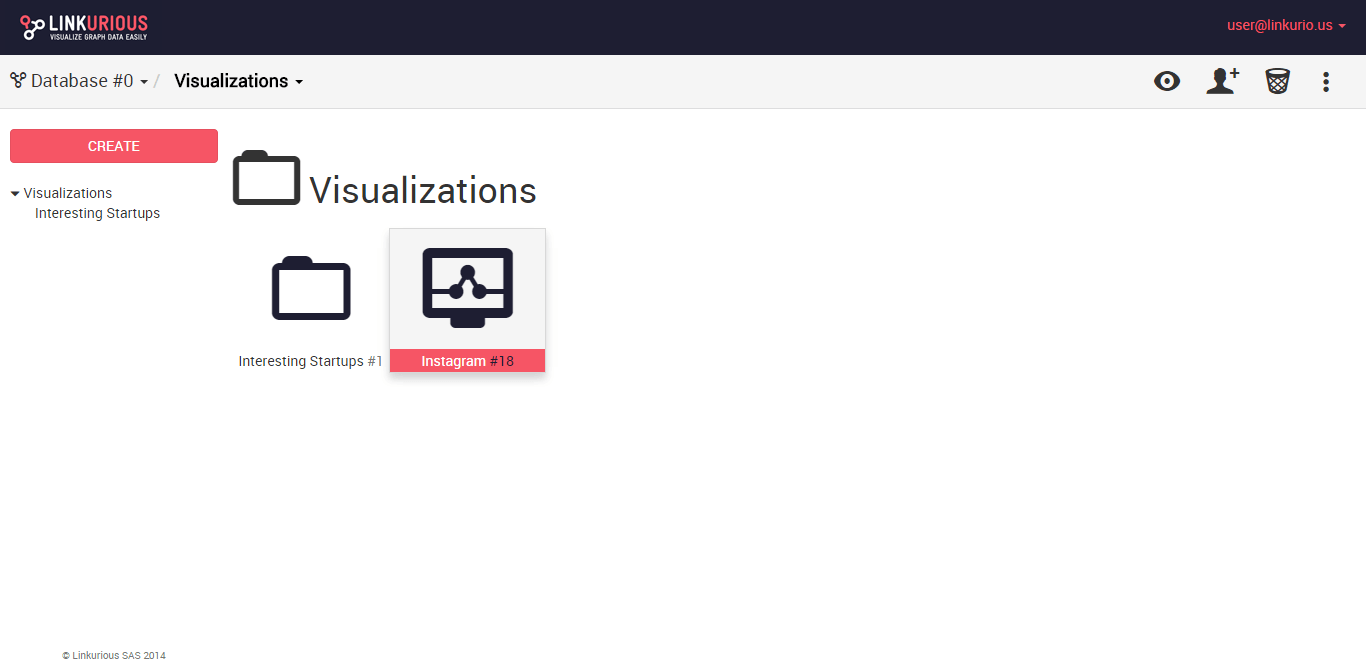 LINKURIOUS
VISUALIZE GRAPH DATA EASILY
user@linkurio.us
Database #0 / Visualizations
CREATE
Visualizations
Interesting Startups
Visualizations
Interesting Startups #1
Instagram #18
© Linkurious SAS 2014